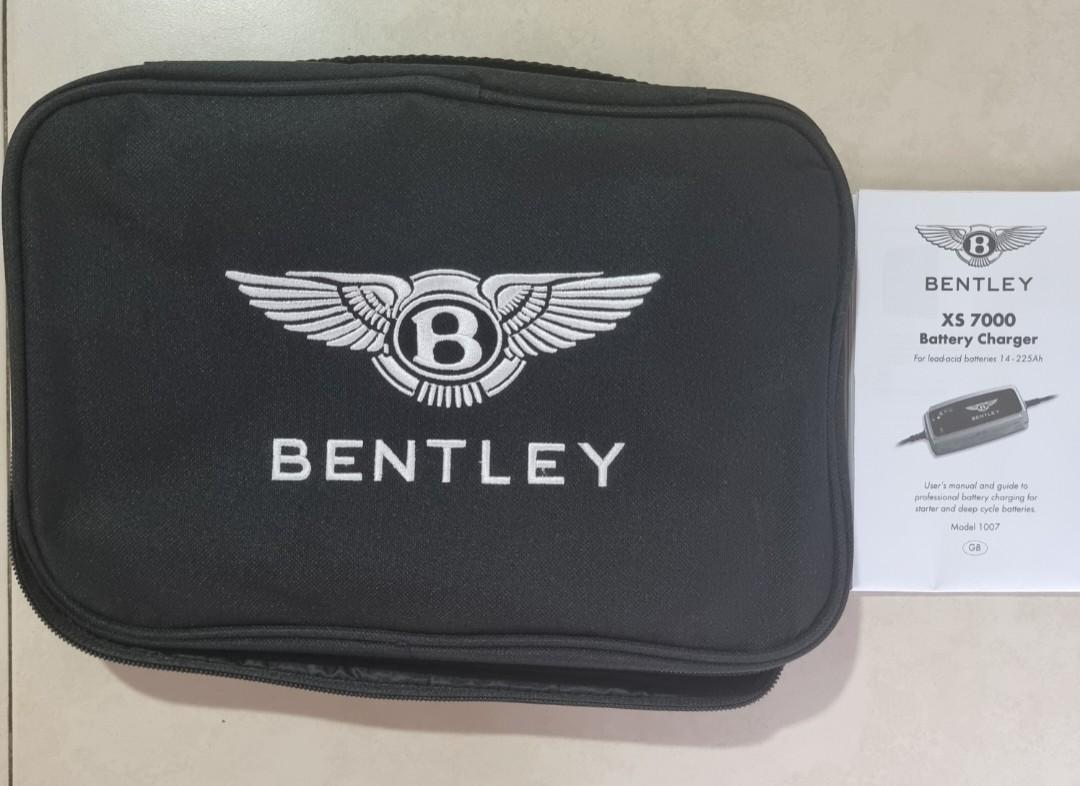 B
BENTLEY
B
BENTLEY
XS 7000
Battery Charger
For lead-acid batteries 14-225Ah
BENTLEY
User's manual and guide to
professional battery charging for
starter and deep cycle batteries.
Model 1007
GB